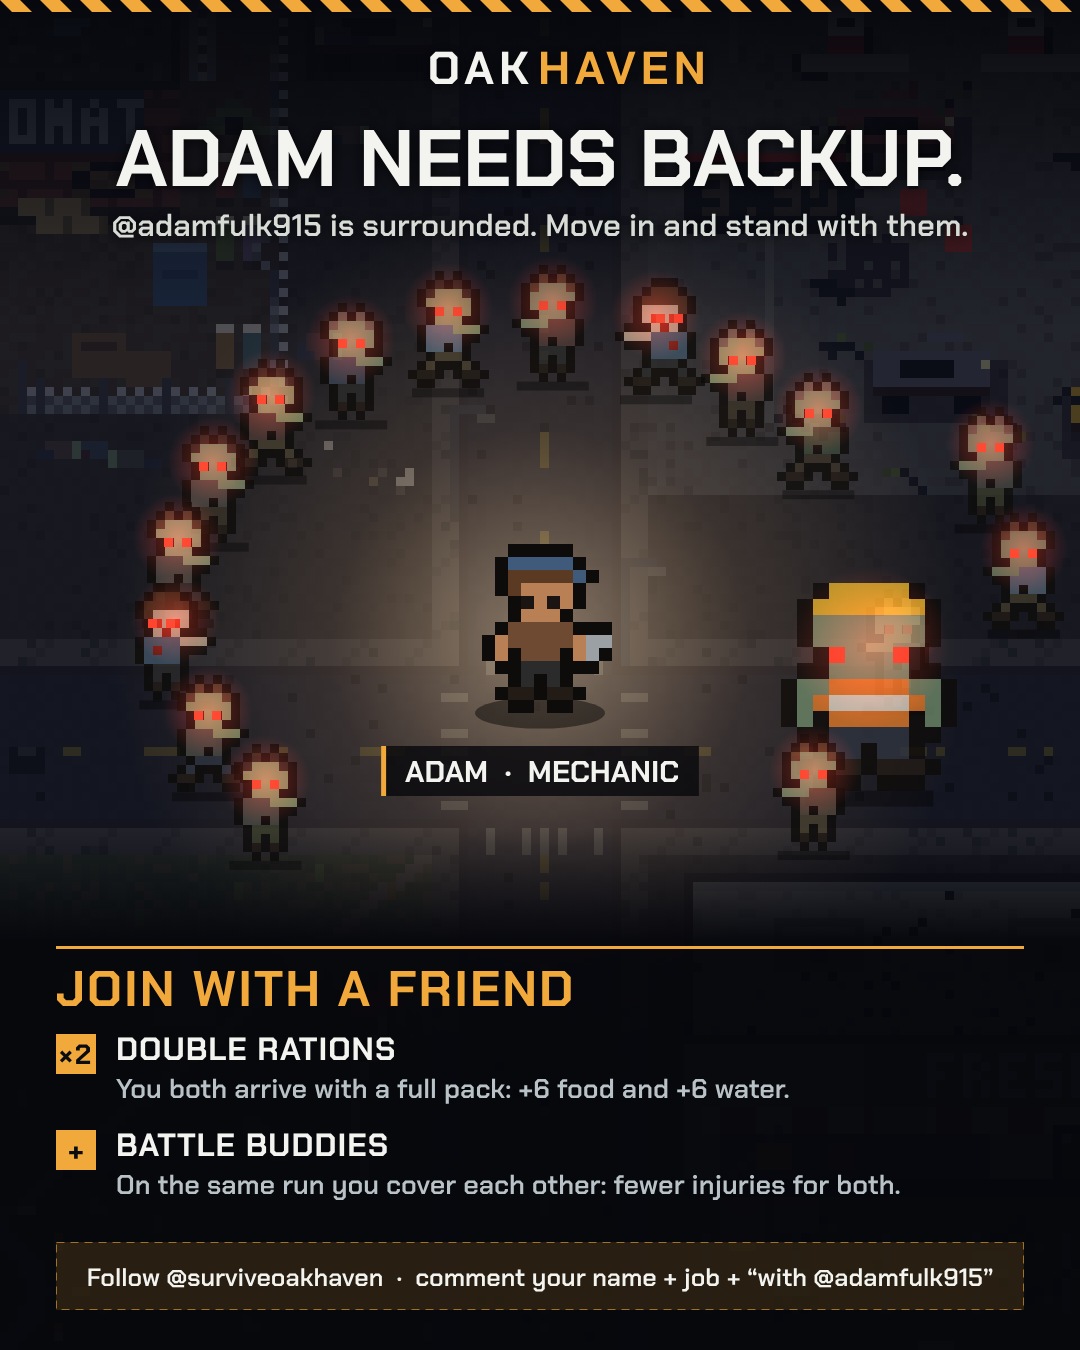 OAKHAVEN
ADAM NEEDS BACKUP.
@adamfulk915 is surrounded. Move in and stand with them.
ADAM · MECHANIC
JOIN WITH A FRIEND
×2 DOUBLE RATIONS
You both arrive with a full pack: +6 food and +6 water.
+ BATTLE BUDDIES
On the same run you cover each other: fewer injuries for both.
Follow @surviveoakhaven · comment your name + job + “with @adamfulk915”